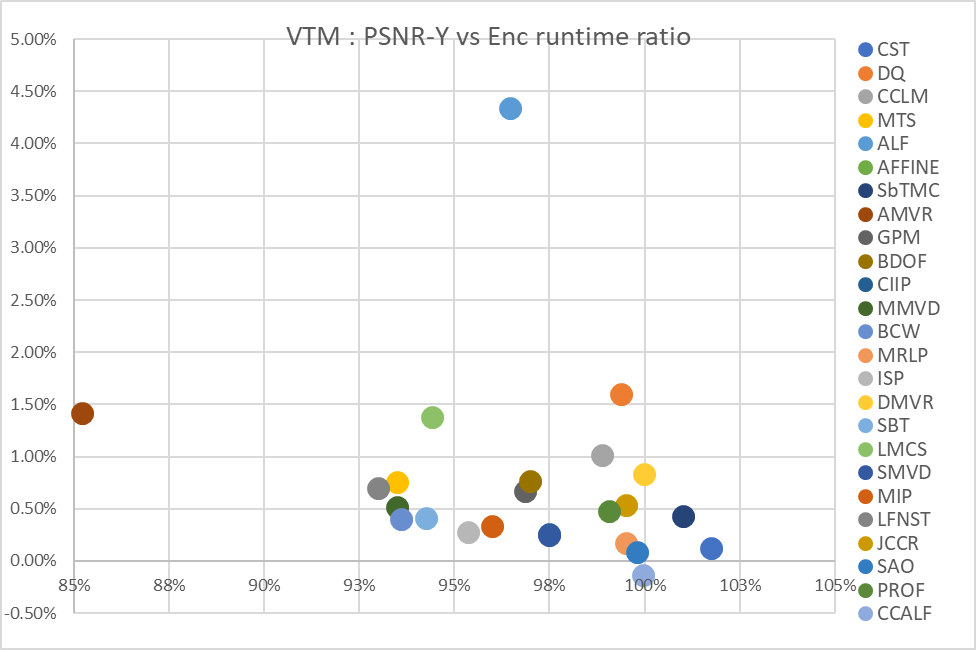 VTM : PSNR-Y vs Enc runtime ratio
5.00%
4.50%
4.00%
3.50%
3.00%
2.50%
2.00%
1.50%
1.00%
0.50%
0.00%
-0.50%
85% 88% 90% 93% 95% 98% 100% 103% 105%
CST
DQ
CCLM
MTS
ALF
AFFINE
SbTMC
AMVR
GPM
BDOF
CIIP
MMVD
BCW
MRLP
ISP
DMVR
SBT
LMCS
SMVD
MIP
LFNST
JCCR
SAO
PROF
CCALF